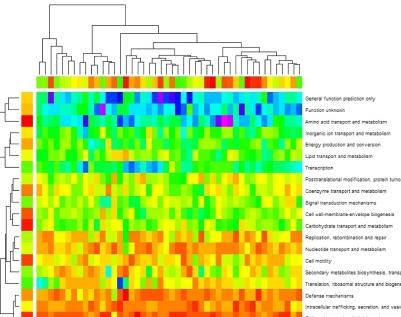 General function prediction only
Function unknown
Amino acid transport and metabolism
Inorganic ion transport and metabolism
Energy production and conversion
Lipid transport and metabolism
Transcription
Posttranslational modification, protein turno
Coenzyme transport and metabolism
Signal transduction mechanisms
Cell wall-membrane-envelope biogenesis
Carbohydrate transport and metabolism
Replication, recombination and repair
Nucleotide transport and metabolism
Cell motility
Secondary metabolites biosynthesis, transp
Translation, ribosomal structure and biogene
Defense mechanisms
Intracellular trafficking, secretion, and vesic